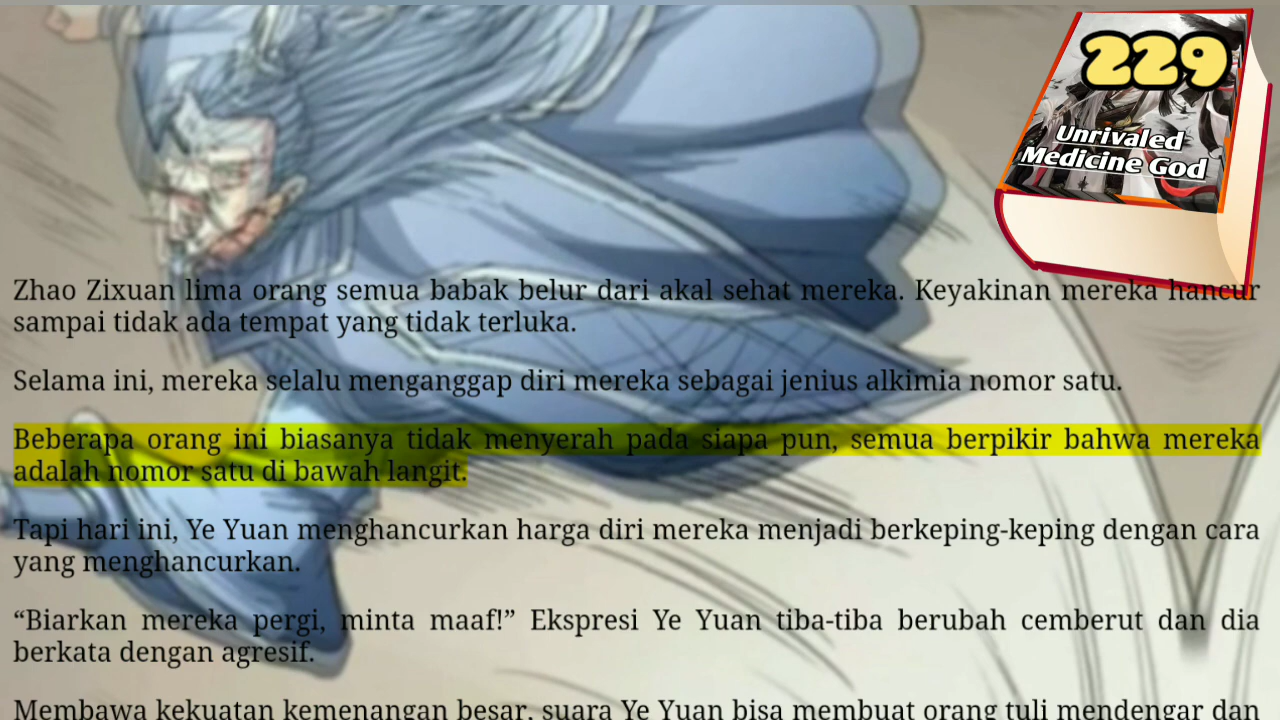 229
Unrivaled
Medicine God
Zhao Zixuan lima orang semua babak belur dari akal sehat mereka. Keyakinan mereka hancur
sampai tidak ada tempat yang tidak terluka.
Selama ini, mereka selalu menganggap diri mereka sebagai jenius alkimia nomor satu.
Beberapa orang ini biasanya tidak menyerah pada siapa pun, semua berpikir bahwa mereka
adalah nomor satu di bawah langit.
Tapi hari ini, Ye Yuan menghancurkan harga diri mereka menjadi berkeping-keping dengan cara
yang menghancurkan.
“Biarkan mereka pergi, minta maaf!” Ekspresi Ye Yuan tiba-tiba berubah cemberut dan dia
berkata dengan agresif.
Membawa kekuatan kemenangan besar, suara Ye Yuan bisa membuat orang tuli mendengar dan